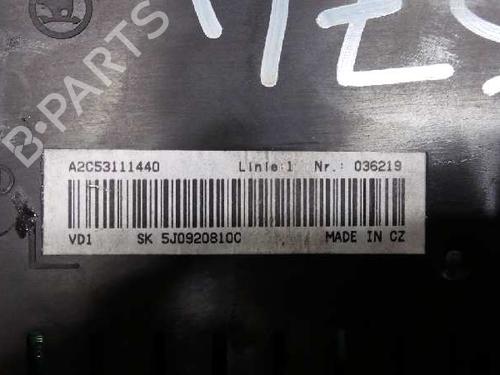 B-PARTS
A2C53111440 Linie:1 Nr.: 036219
VD1 SK 5J0920810C MADE IN CZ